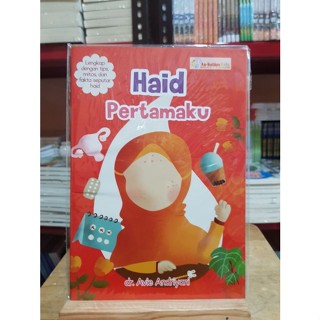 Lengkap
dengan tips,
mitos, dan
fakta seputar
haid
Haid
Pertamaku
dr. Avie Andriyani